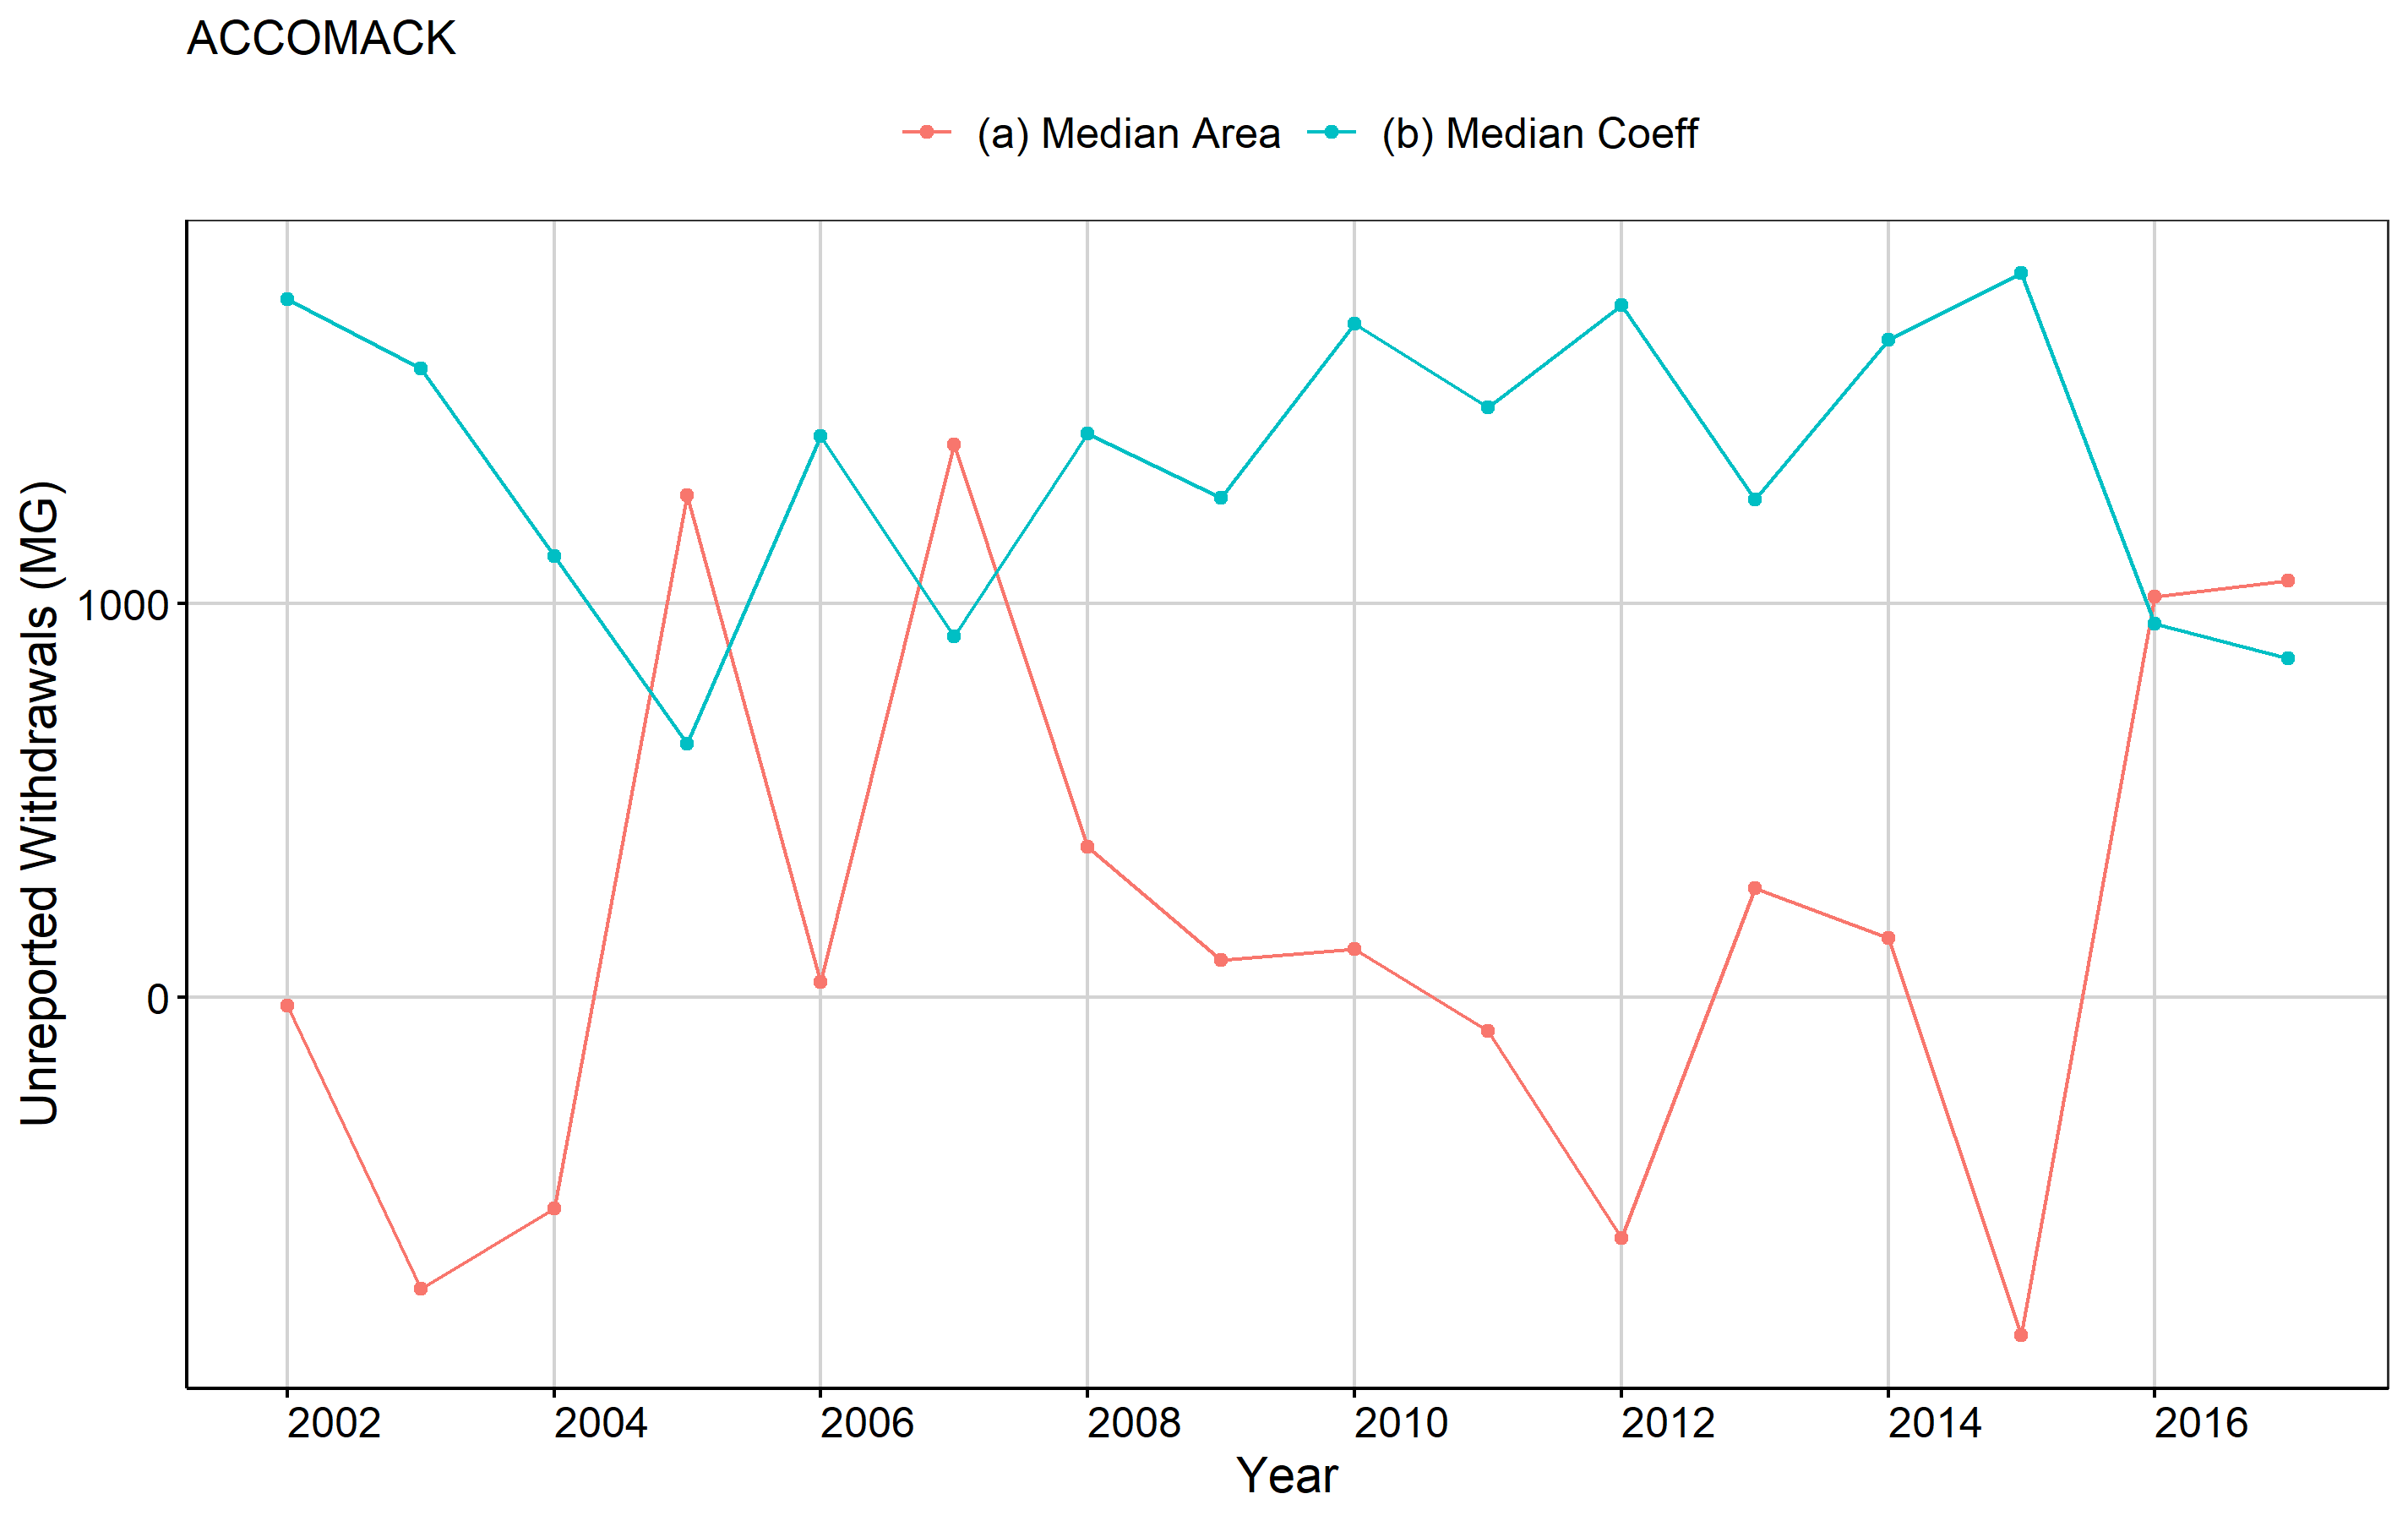 ACCOMACK
(a) Median Area (b) Median Coeff
Unreported Withdrawals (MG)
1000
0
2002 2004 2006 2008 2010 2012 2014 2016
Year